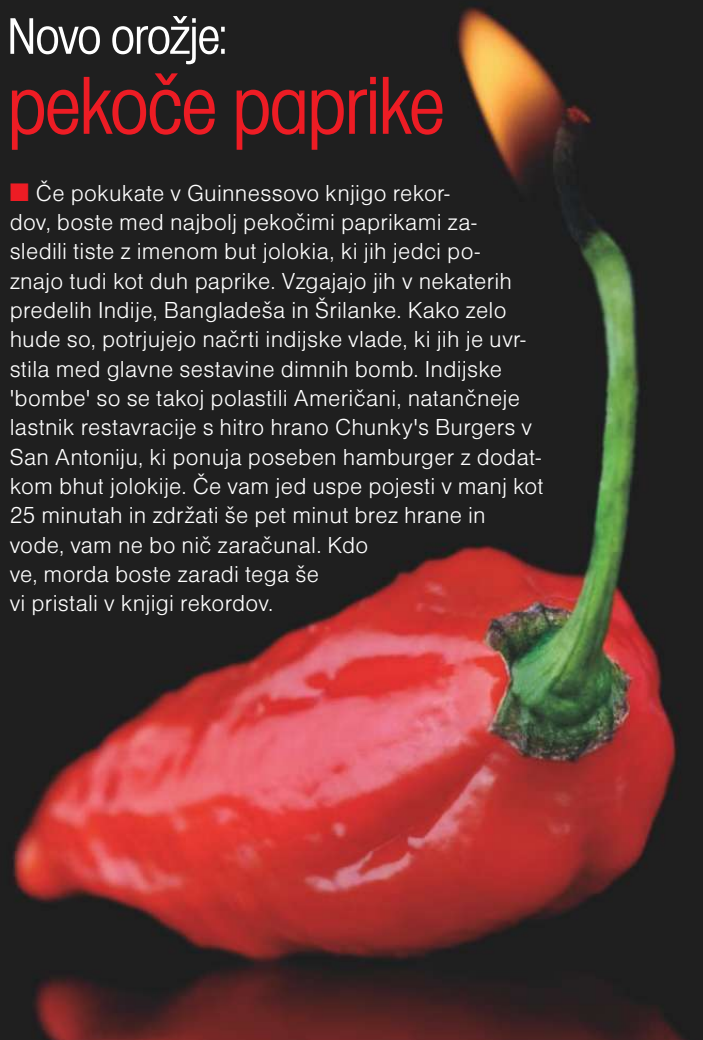 Novo orožje:
pekoče paprike
Če pokukate v Guinnessovo knjigo rekor-
dov, boste med najbolj pekočimi paprikami za-
sledili tiste z imenom but jolokia, ki jih jedci po-
znajo tudi kot duh paprike. Vzgajajo jih v nekaterih
predelih Indije, Bangladeša in Šrilanke. Kako zelo
hude so, potrjujejo načrti indijske vlade, ki jih je uvr-
stila med glavne sestavine dimnih bomb. Indijske
'bombe' so se takoj polastili Američani, natančneje
lastnik restavracije s hitro hrano Chunky's Burgers v
San Antoniju, ki ponuja poseben hamburger z dodat-
kom bhut jolokije. Če vam jed uspe pojesti v manj kot
25 minutah in zdržati še pet minut brez hrane in
vode, vam ne bo nič zaračunal. Kdo
ve, morda boste zaradi tega še
vi pristali v knjigi rekordov.